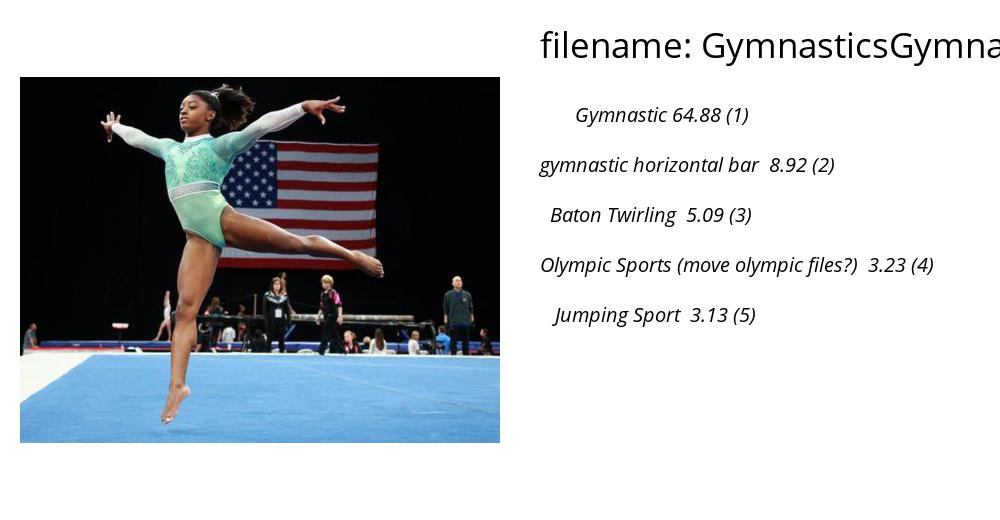 filename: GymnasticsGymna
Gymnastic 64.88 (1)
gymnastic horizontal bar 8.92 (2)
Baton Twirling 5.09 (3)
Olympic Sports (move olympic files?) 3.23 (4)
Jumping Sport 3.13 (5)